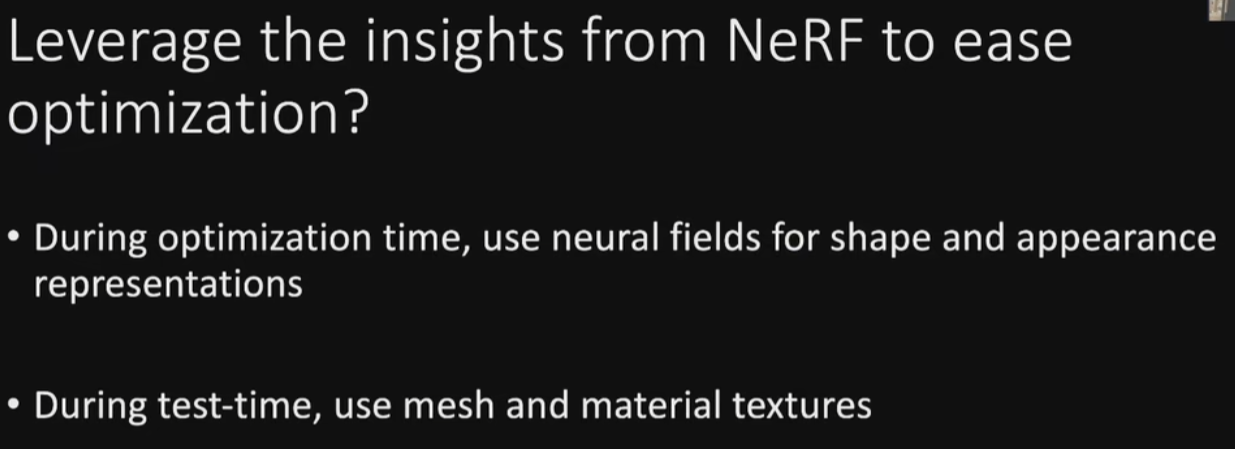 Leverage the insights from NeRF to ease
optimization?
• During optimization time, use neural fields for shape and appearance
representations
• During test-time, use mesh and material textures